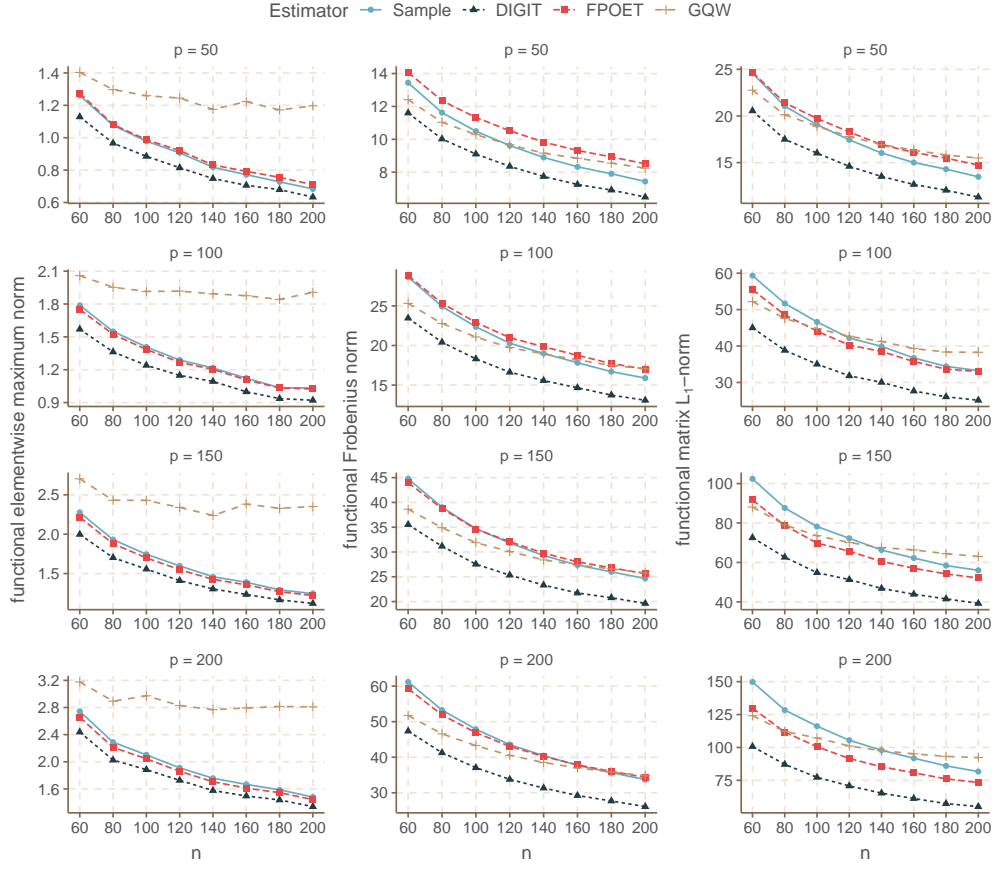 Estimator Sample DIGIT FPOET GQW
p = 50
1.4
1.2
1.0
0.8
0.6
60 80 100 120 140 160 180 200
p = 50
14
12
10
8
60 80 100 120 140 160 180 200
p = 50
25
20
15
60 80 100 120 140 160 180 200
p = 100
2.1
1.8
1.5
1.2
0.9
60 80 100 120 140 160 180 200
p = 100
25
20
15
60 80 100 120 140 160 180 200
p = 100
60
50
40
30
60 80 100 120 140 160 180 200
p = 150
2.5
2.0
1.5
60 80 100 120 140 160 180 200
p = 150
45
40
35
30
25
20
60 80 100 120 140 160 180 200
p = 150
100
80
60
40
60 80 100 120 140 160 180 200
p = 200
3.2
2.8
2.4
2.0
1.6
60 80 100 120 140 160 180 200
p = 200
60
50
40
30
60 80 100 120 140 160 180 200
p = 200
150
125
100
75
60 80 100 120 140 160 180 200
functional elementwise maximum norm
functional Frobenius norm
functional matrix L₁−norm
n
n
n